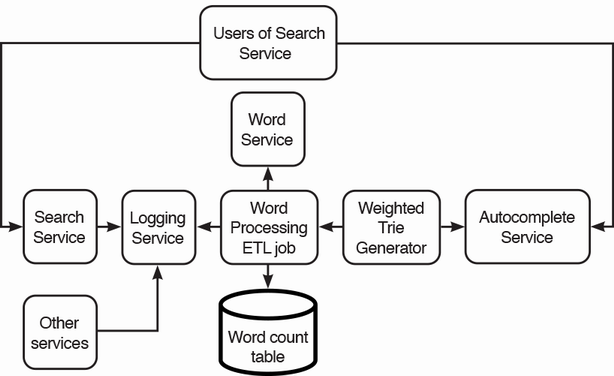 Users of Search
Service
Word
Service
Search
Service
Logging
Service
Word
Processing
ETL job
Weighted
Trie
Generator
Autocomplete
Service
Other
services
Word count
table